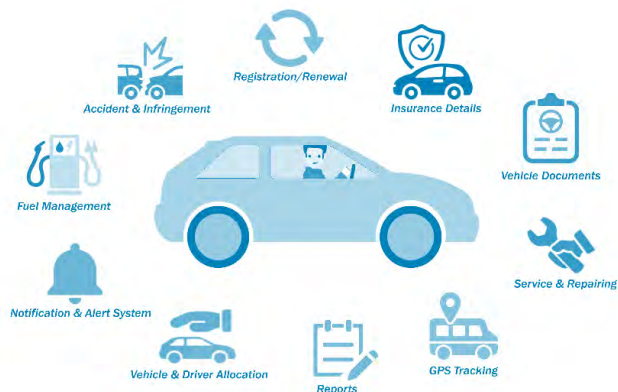 Registration/Renewal
Accident & Infringement
Insurance Details
Vehicle Documents
Fuel Management
Service & Repairing
Notification & Alert System
GPS Tracking
Vehicle & Driver Allocation
Reports